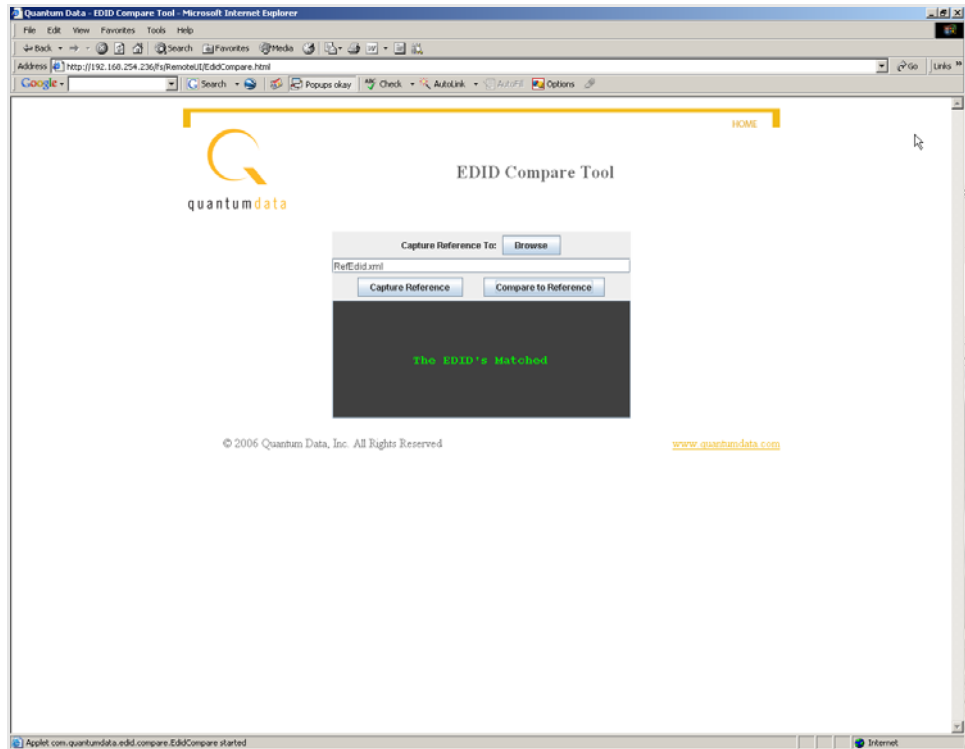 Quantum Data - EDID Compare Tool - Microsoft Internet Explorer
File Edit View Favorites Tools Help
Back Search Favorites Media
Address http://192.168.254.236/fs/RemoteUI/EdidCompare.html Go Links »
Google Search Popups okay Check AutoLink AutoFill Options
HOME
EDID Compare Tool
quantumdata
Capture Reference To: Browse
RefEdid.xml
Capture Reference Compare to Reference
The EDID's Matched
© 2006 Quantum Data, Inc. All Rights Reserved www.quantumdata.com
Applet com.quantumdata.edid.compare.EdidCompare started Internet